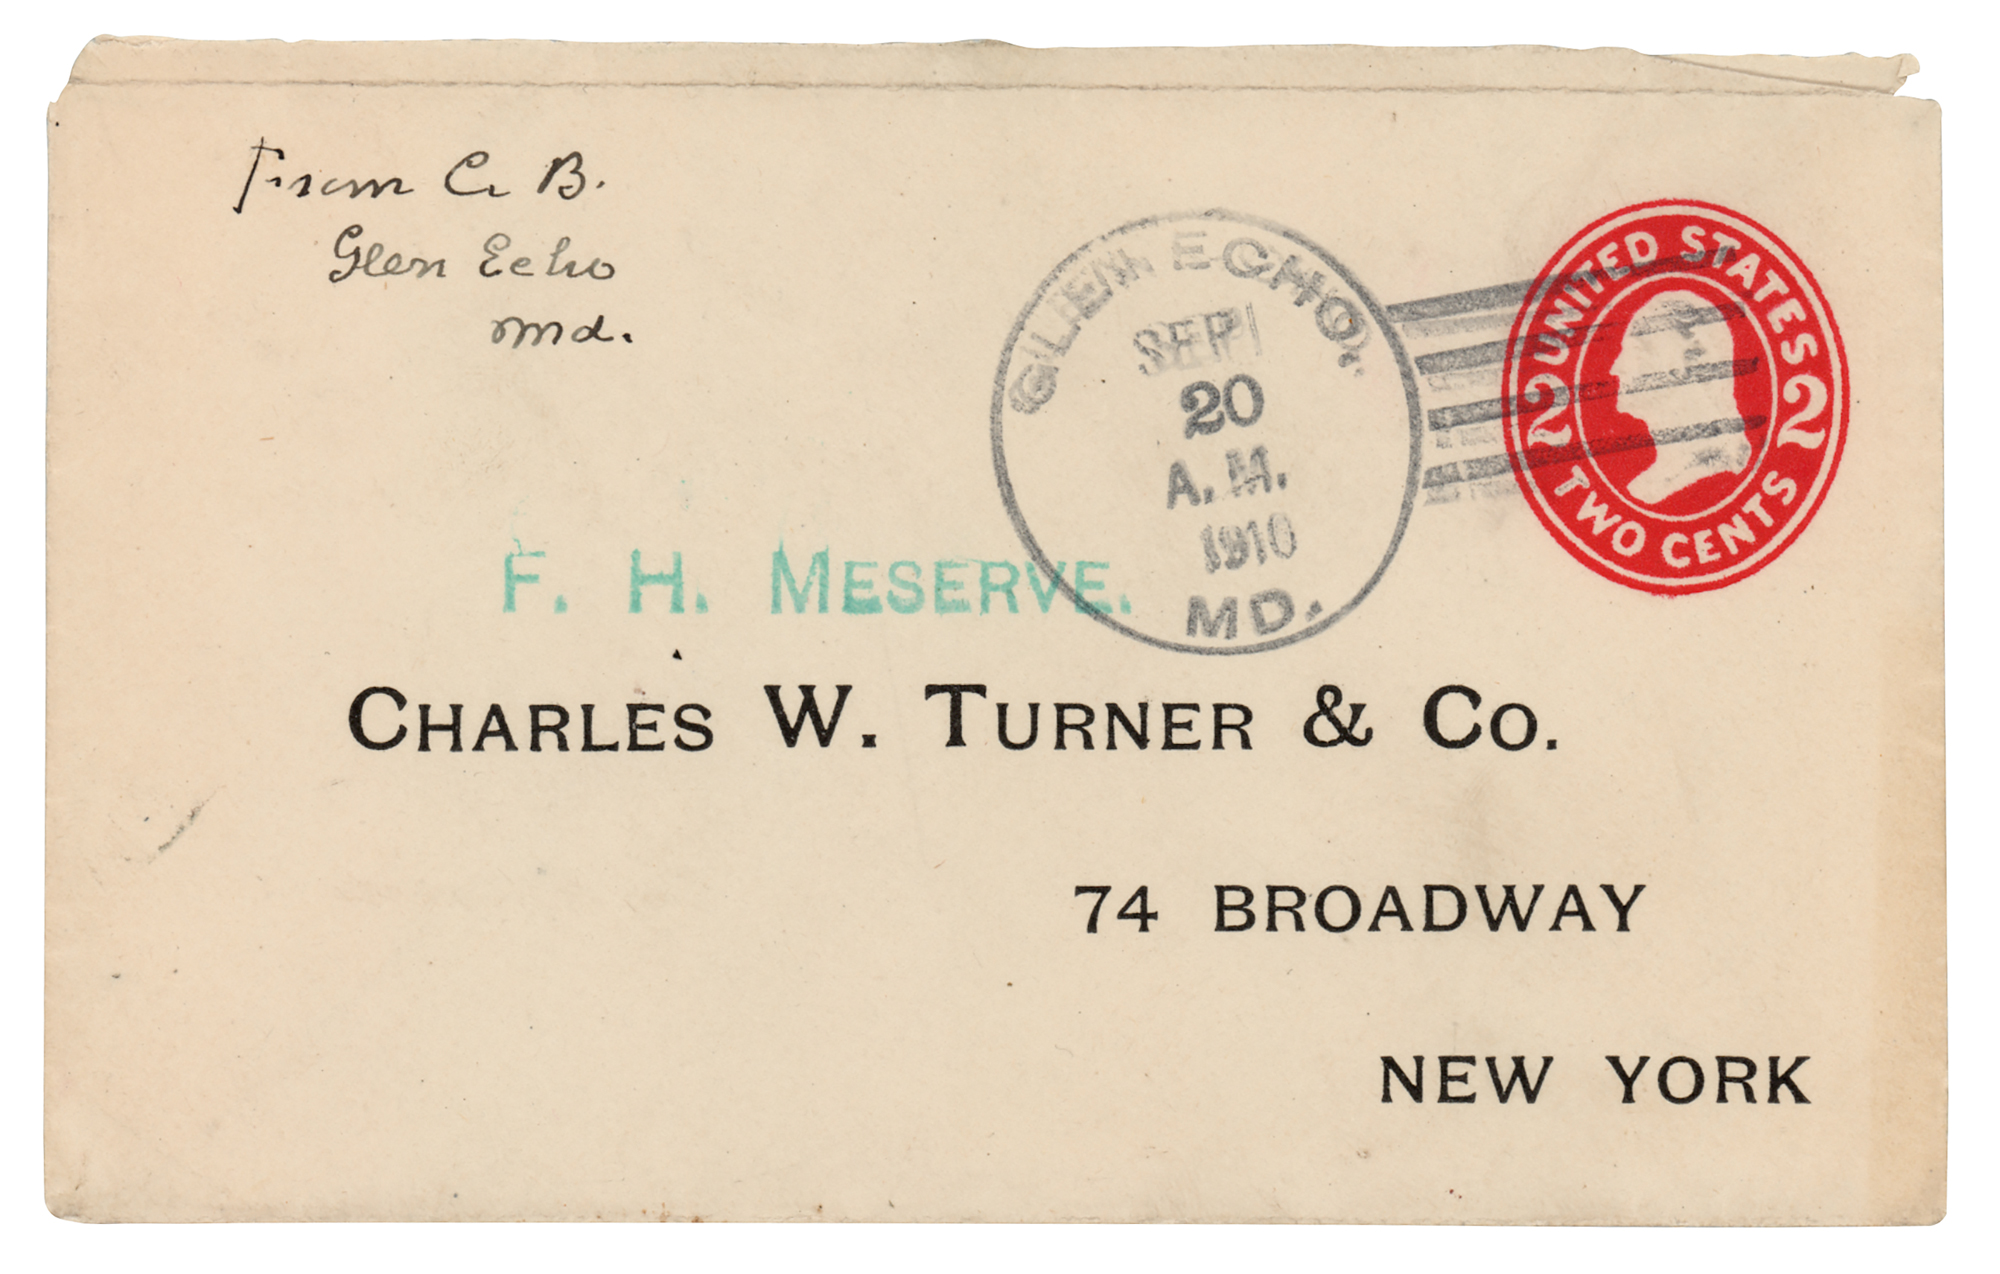 From C. B.
Glen Echo
Md.
GLEN ECHO.
SEP
20
A. M.
1910
MD.
UNITED STATES
2 2
TWO CENTS
F. H. MESERVE.
CHARLES W. TURNER & CO.
74 BROADWAY
NEW YORK